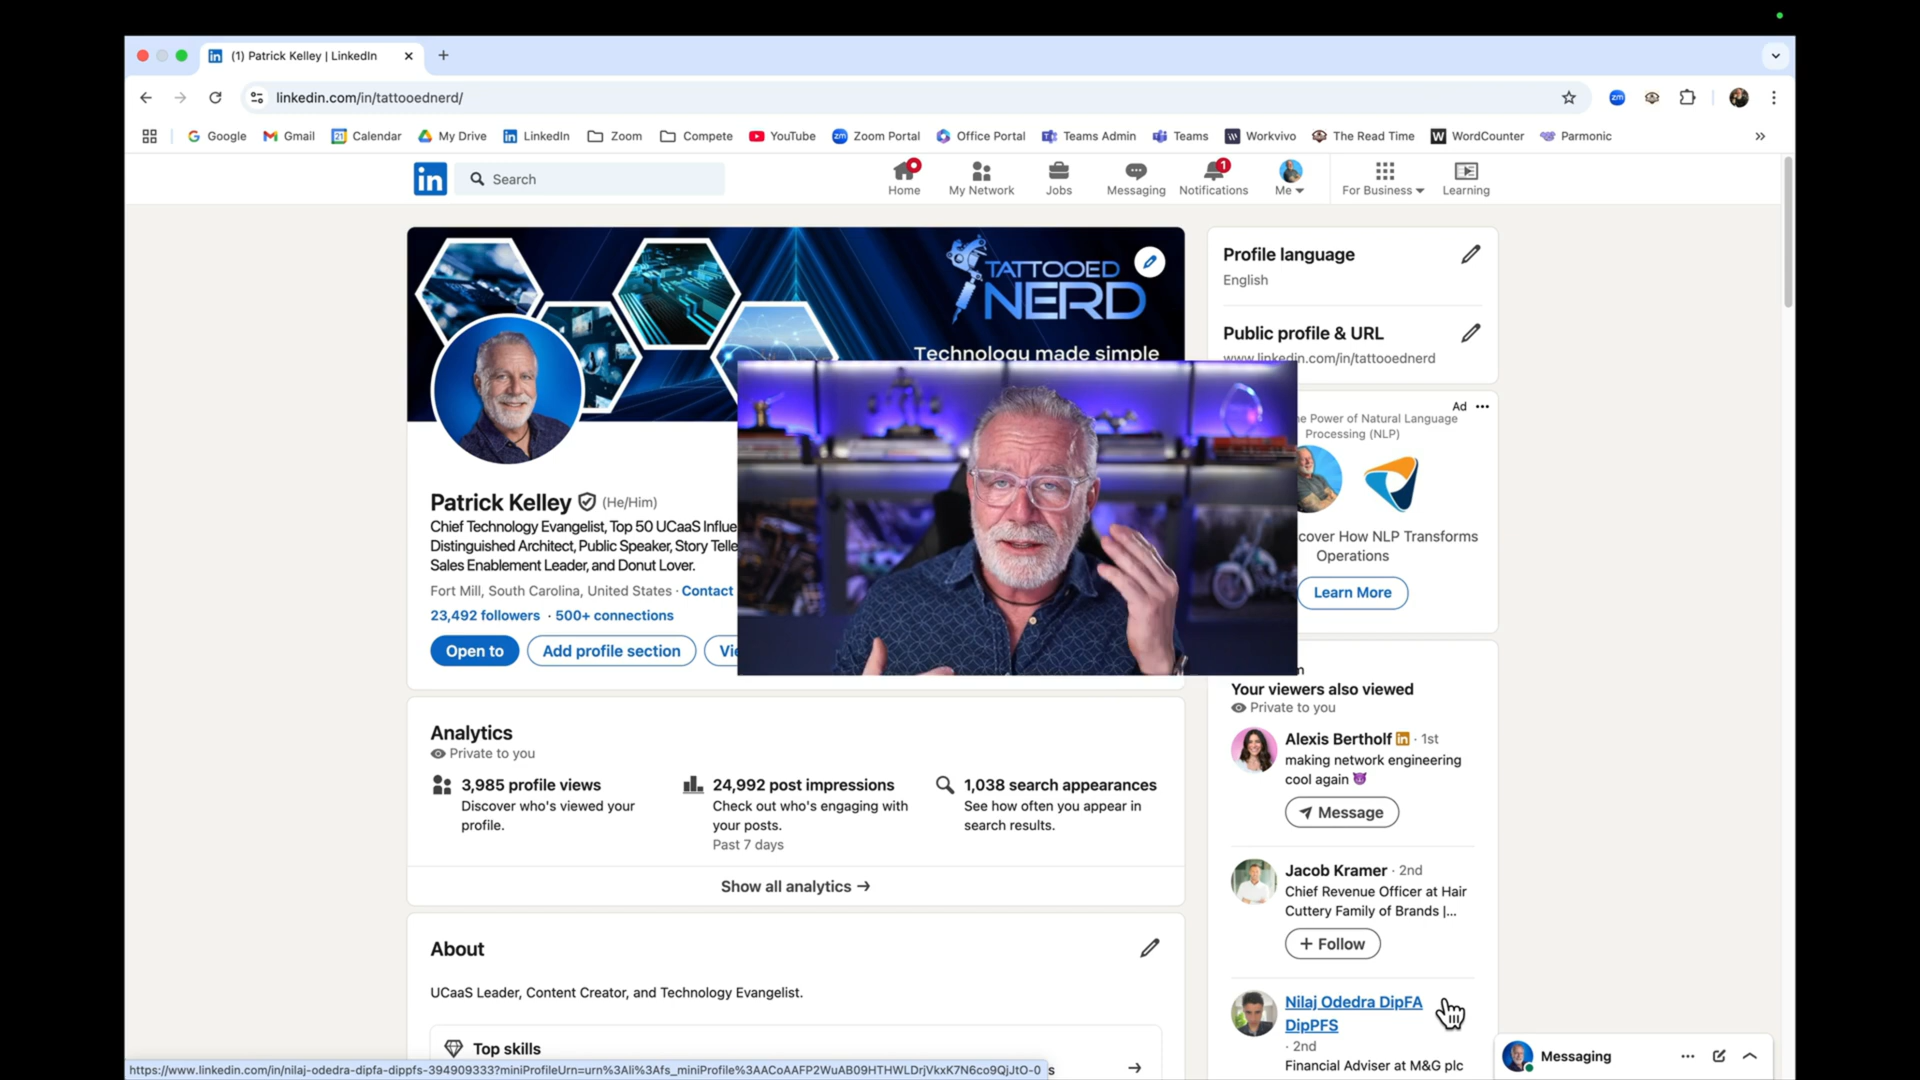 (1) Patrick Kelley | LinkedIn
linkedin.com/in/tattooednerd/
Google Gmail Calendar My Drive LinkedIn Zoom Compete YouTube Zoom Portal Office Portal Teams Admin Teams Workvivo The Read Time WordCounter Parmonic
Search
Home My Network Jobs Messaging Notifications Me For Business Learning
1
TATTOOED
NERD
Technology made simple
Patrick Kelley (He/Him)
Chief Technology Evangelist, Top 50 UCaaS
Distinguished Architect, Public Speaker, Story
Sales Enablement Leader, and Donut Lover.
Fort Mill, South Carolina, United States · Contact
23,492 followers · 500+ connections
Open to
Add profile section
Analytics
Private to you
3,985 profile views
Discover who's viewed your
profile.
24,992 post impressions
Check out who's engaging with
your posts.
Past 7 days
1,038 search appearances
See how often you appear in
search results.
Show all analytics →
About
UCaaS Leader, Content Creator, and Technology Evangelist.
Top skills
Profile language
English
Public profile & URL
www.linkedin.com/in/tattooednerd
Ad
Power of Natural Language
Processing (NLP)
How NLP Transforms
Operations
Learn More
Your viewers also viewed
Private to you
Alexis Bertholf · 1st
making network engineering
cool again 😈
Message
Jacob Kramer · 2nd
Chief Revenue Officer at Hair
Cuttery Family of Brands |...
+ Follow
Nilaj Odedra DipFA
DipPFS
· 2nd
Financial Adviser at M&G plc
Messaging
https://www.linkedin.com/in/nilaj-odedra-dipfa-dippfs-394909333?miniProfileUrn=urn%3Ali%3Afs_miniProfile%3AACoAAFP2WuAB09HTHWLDrjVkxK7N6co9QjJtO-0